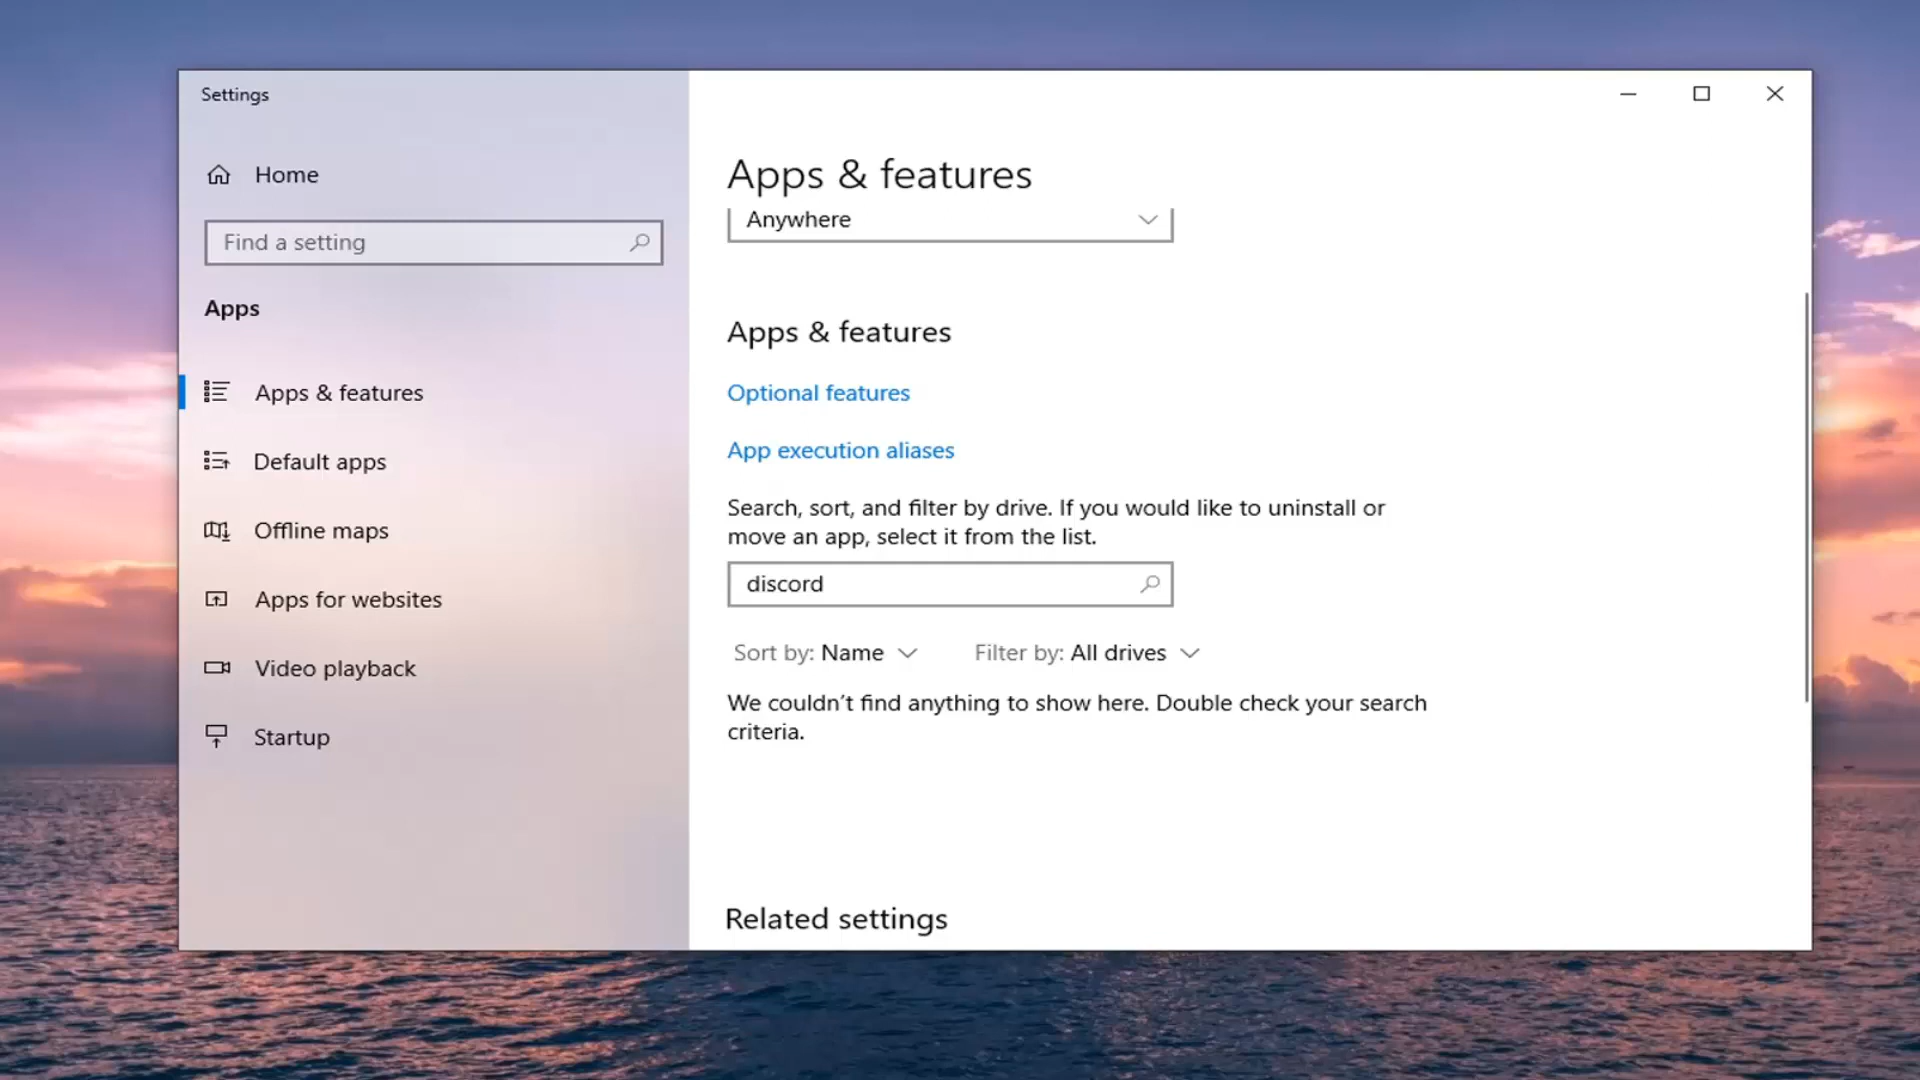 Settings
Home
Find a setting
Apps
Apps & features
Default apps
Offline maps
Apps for websites
Video playback
Startup
Apps & features
Anywhere
Apps & features
Optional features
App execution aliases
Search, sort, and filter by drive. If you would like to uninstall or
move an app, select it from the list.
discord
Sort by: Name Filter by: All drives
We couldn't find anything to show here. Double check your search
criteria.
Related settings